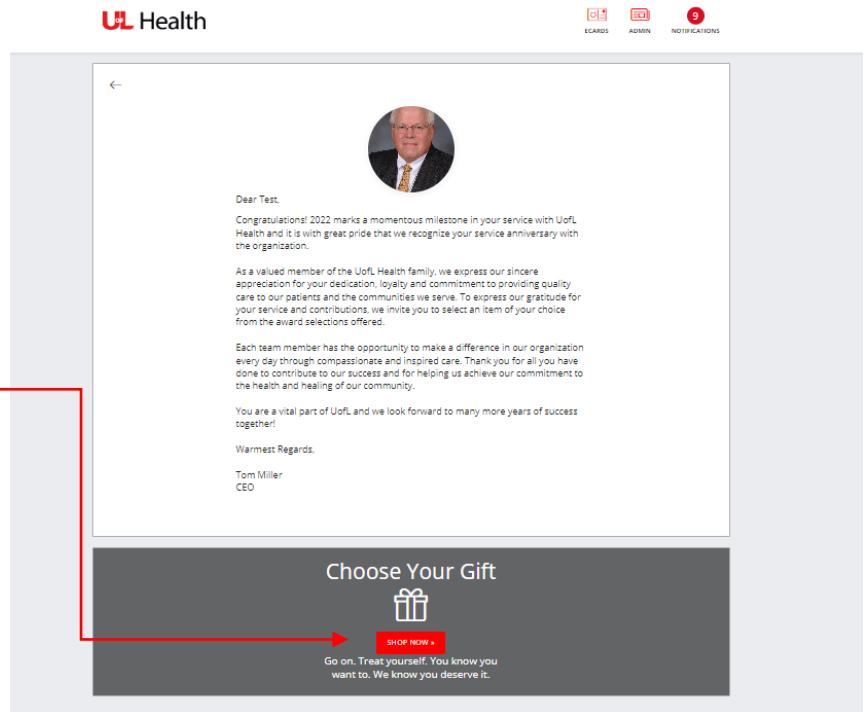 UofL Health
ECARDS ADMIN 9 NOTIFICATIONS
Dear Test,
Congratulations! 2022 marks a momentous milestone in your service with UofL
Health and it is with great pride that we recognize your service anniversary with
the organization.
As a valued member of the UofL Health family, we express our sincere
appreciation for your dedication, loyalty and commitment to providing quality
care to our patients and the communities we serve. To express our gratitude for
your service and contributions, we invite you to select an item of your choice
from the award selections offered.
Each team member has the opportunity to make a difference in our organization
every day through compassionate and inspired care. Thank you for all you have
done to contribute to our success and for helping us achieve our commitment to
the health and healing of our community.
You are a vital part of UofL and we look forward to many more years of success
together!
Warmest Regards,
Tom Miller
CEO
Choose Your Gift
SHOP NOW »
Go on. Treat yourself. You know you
want to. We know you deserve it.